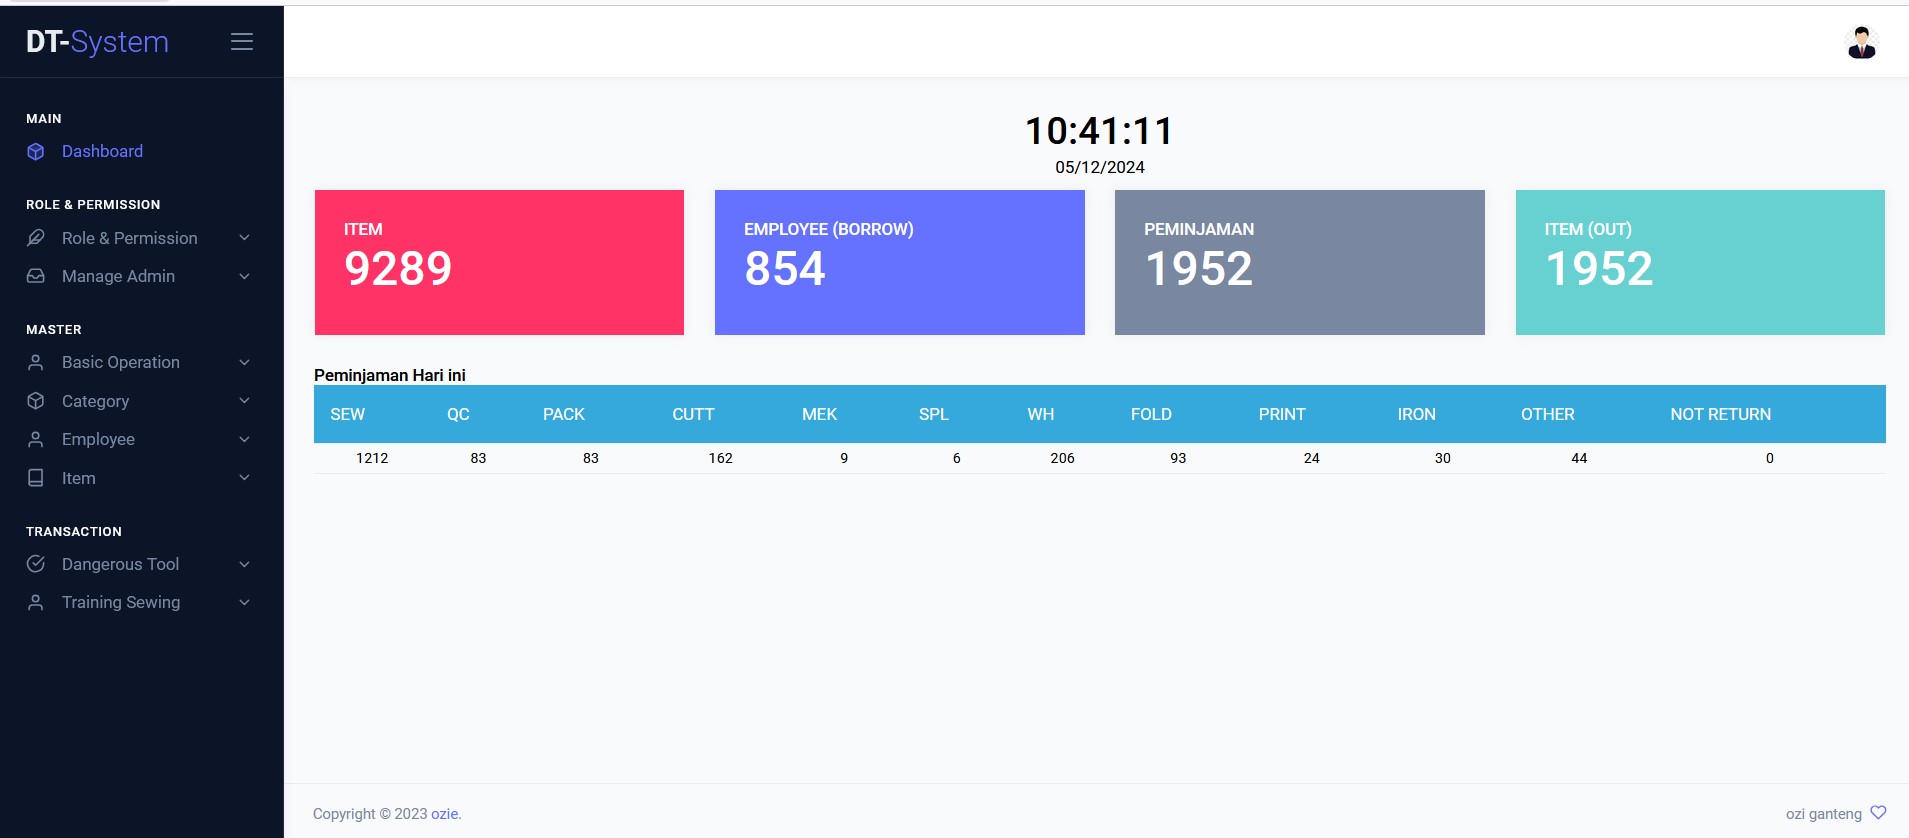 DT-System
MAIN
Dashboard
ROLE & PERMISSION
Role & Permission
Manage Admin
MASTER
Basic Operation
Category
Employee
Item
TRANSACTION
Dangerous Tool
Training Sewing
10:41:11
05/12/2024
ITEM
9289
EMPLOYEE (BORROW)
854
PEMINJAMAN
1952
ITEM (OUT)
1952
Peminjaman Hari ini
SEW QC PACK CUTT MEK SPL WH FOLD PRINT IRON OTHER NOT RETURN
1212 83 83 162 9 6 206 93 24 30 44 0
Copyright © 2023 ozie.
ozi ganteng